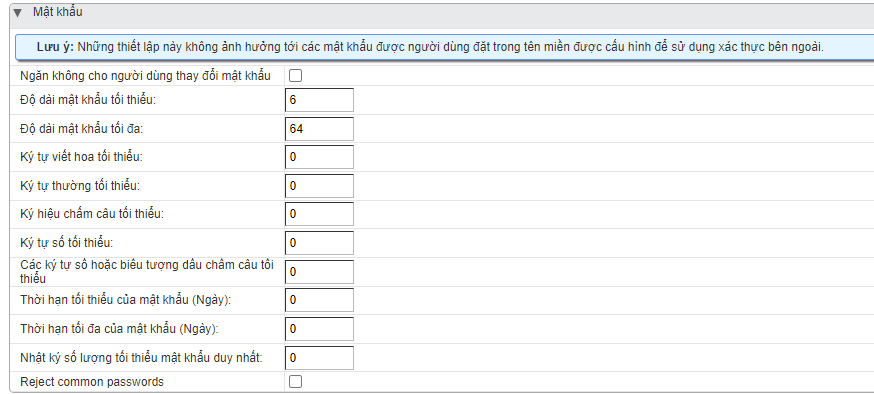 Mật khẩu
Lưu ý: Những thiết lập này không ảnh hưởng tới các mật khẩu được người dùng đặt trong tên miền được cấu hình để sử dụng xác thực bên ngoài.
Ngăn không cho người dùng thay đổi mật khẩu
Độ dài mật khẩu tối thiểu: 6
Độ dài mật khẩu tối đa: 64
Ký tự viết hoa tối thiểu: 0
Ký tự thường tối thiểu: 0
Ký hiệu chấm câu tối thiểu: 0
Ký tự số tối thiểu: 0
Các ký tự số hoặc biểu tượng dấu chấm câu tối
thiểu 0
Thời hạn tối thiểu của mật khẩu (Ngày): 0
Thời hạn tối đa của mật khẩu (Ngày): 0
Nhật ký số lượng tối thiểu mật khẩu duy nhất: 0
Reject common passwords